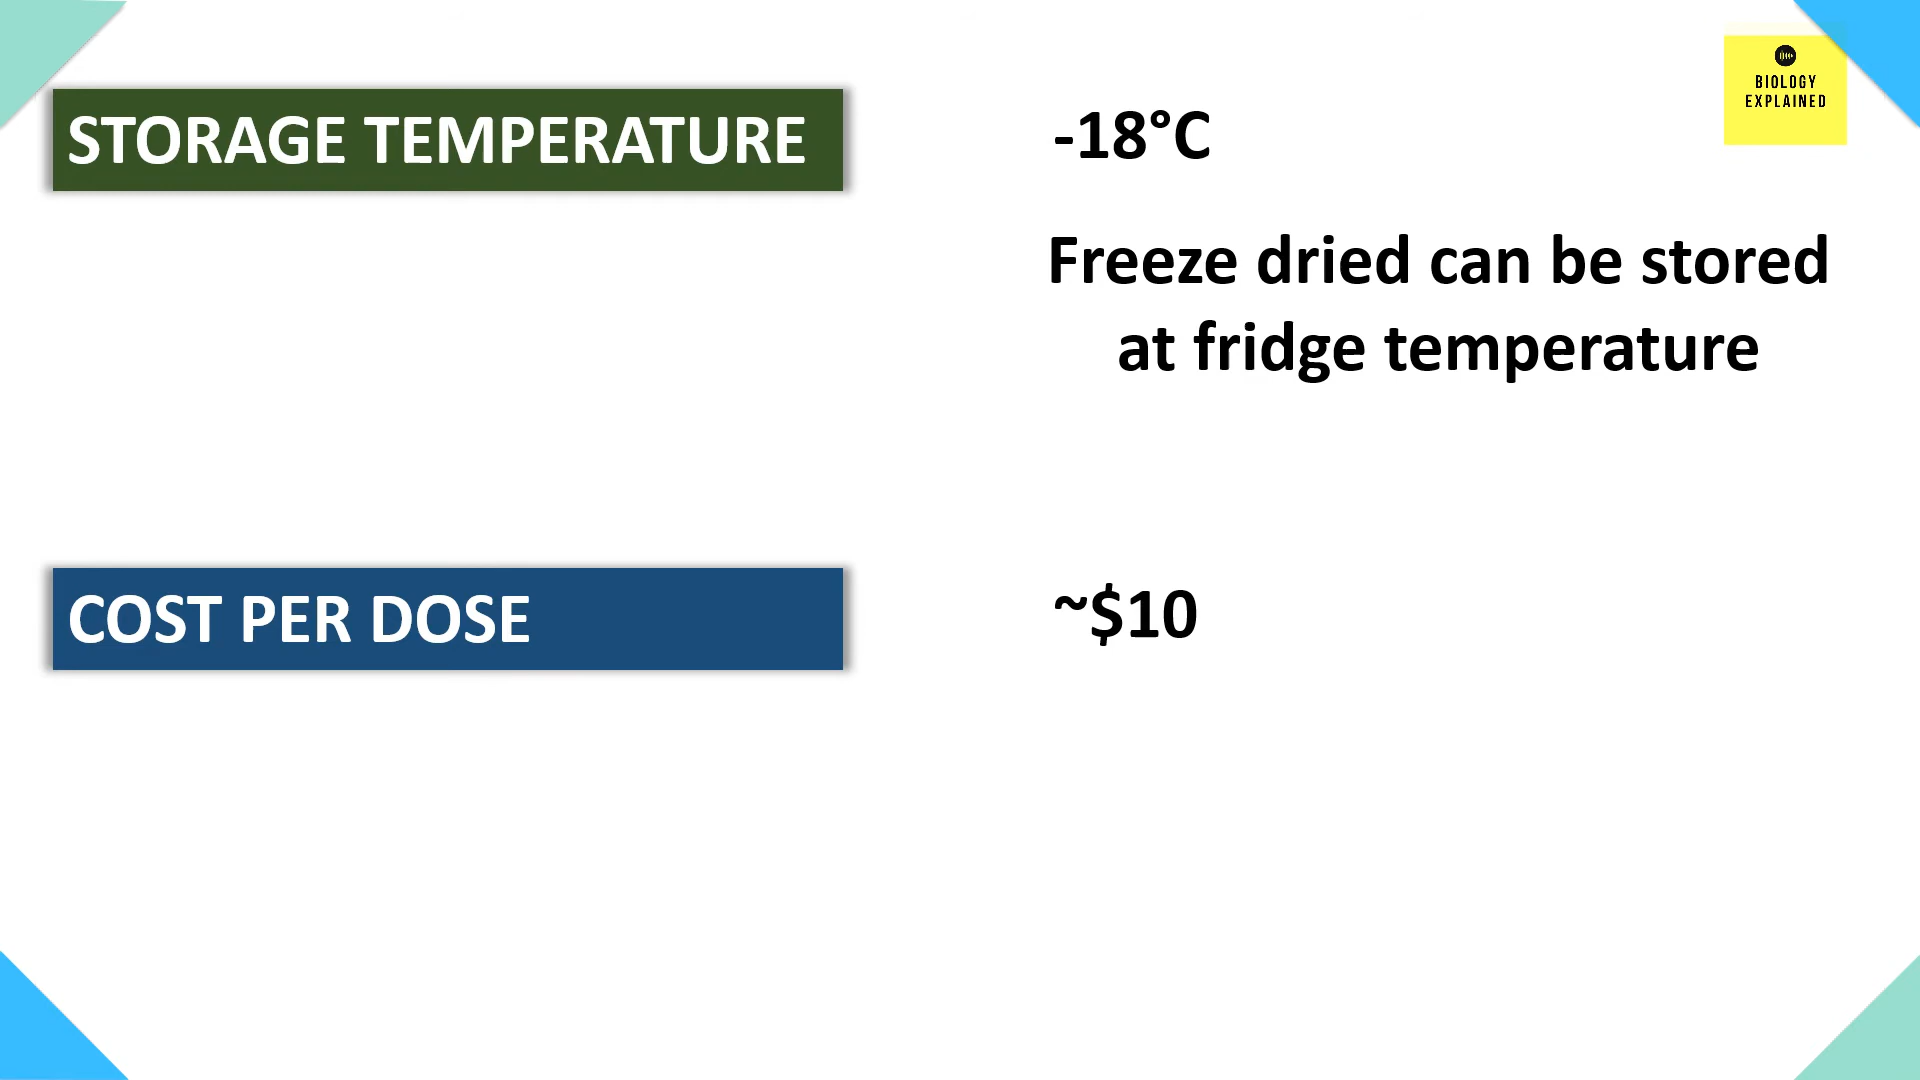 STORAGE TEMPERATURE
-18°C
BIOLOGY
EXPLAINED
Freeze dried can be stored
at fridge temperature
COST PER DOSE
~$10